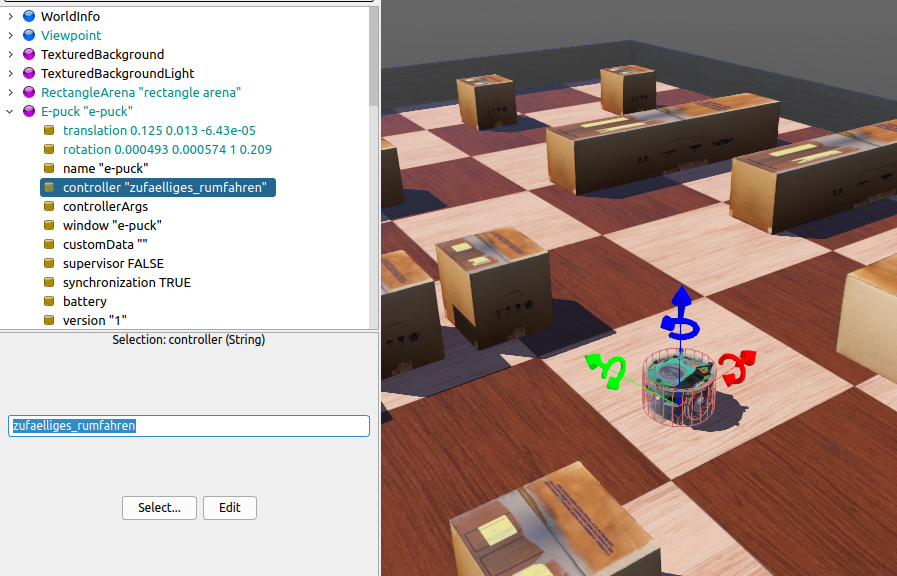 WorldInfo
Viewpoint
TexturedBackground
TexturedBackgroundLight
RectangleArena "rectangle arena"
E-puck "e-puck"
translation 0.125 0.013 -6.43e-05
rotation 0.000493 0.000574 1 0.209
name "e-puck"
controller "zufaelliges_rumfahren"
controllerArgs
window "e-puck"
customData ""
supervisor FALSE
synchronization TRUE
battery
version "1"
Selection: controller (String)
zufaelliges_rumfahren
Select...
Edit